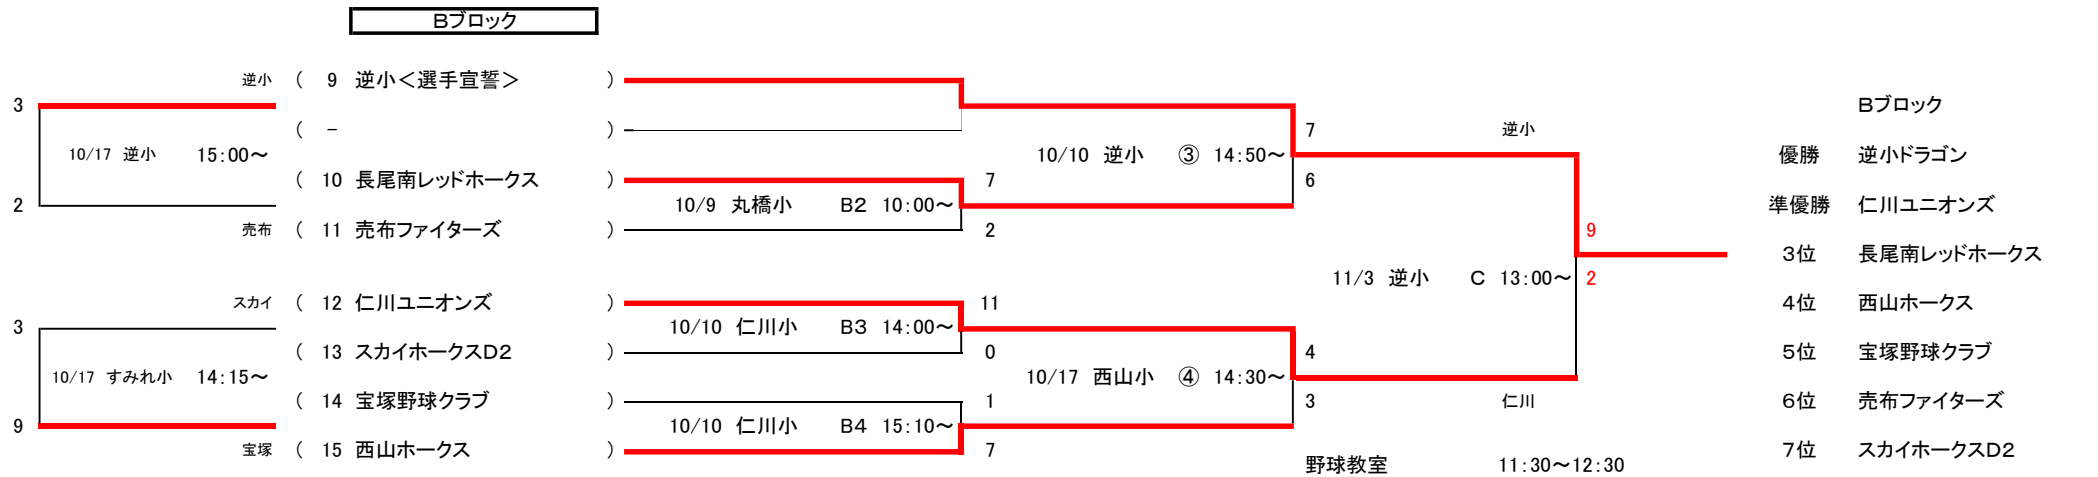 Bブロック
逆小 ( 9 逆小＜選手宣誓＞ )
3
Bブロック
( － ) －
7 逆小
10/17 逆小 15:00～
10/10 逆小 ③ 14:50～
優勝 逆小ドラゴン
( 10 長尾南レッドホークス ) 7
6
2
10/9 丸橋小 B2 10:00～
準優勝 仁川ユニオンズ
売布 ( 11 売布ファイターズ ) 2
9
3位 長尾南レッドホークス
11/3 逆小 C 13:00～ 2
スカイ ( 12 仁川ユニオンズ ) 11
4位 西山ホークス
3
10/10 仁川小 B3 14:00～
( 13 スカイホークスD2 ) 0
4
5位 宝塚野球クラブ
10/17 すみれ小 14:15～
10/17 西山小 ④ 14:30～
( 14 宝塚野球クラブ ) 1
3 仁川
6位 売布ファイターズ
9
10/10 仁川小 B4 15:10～
宝塚 ( 15 西山ホークス ) 7
7位 スカイホークスD2
野球教室 11:30～12:30